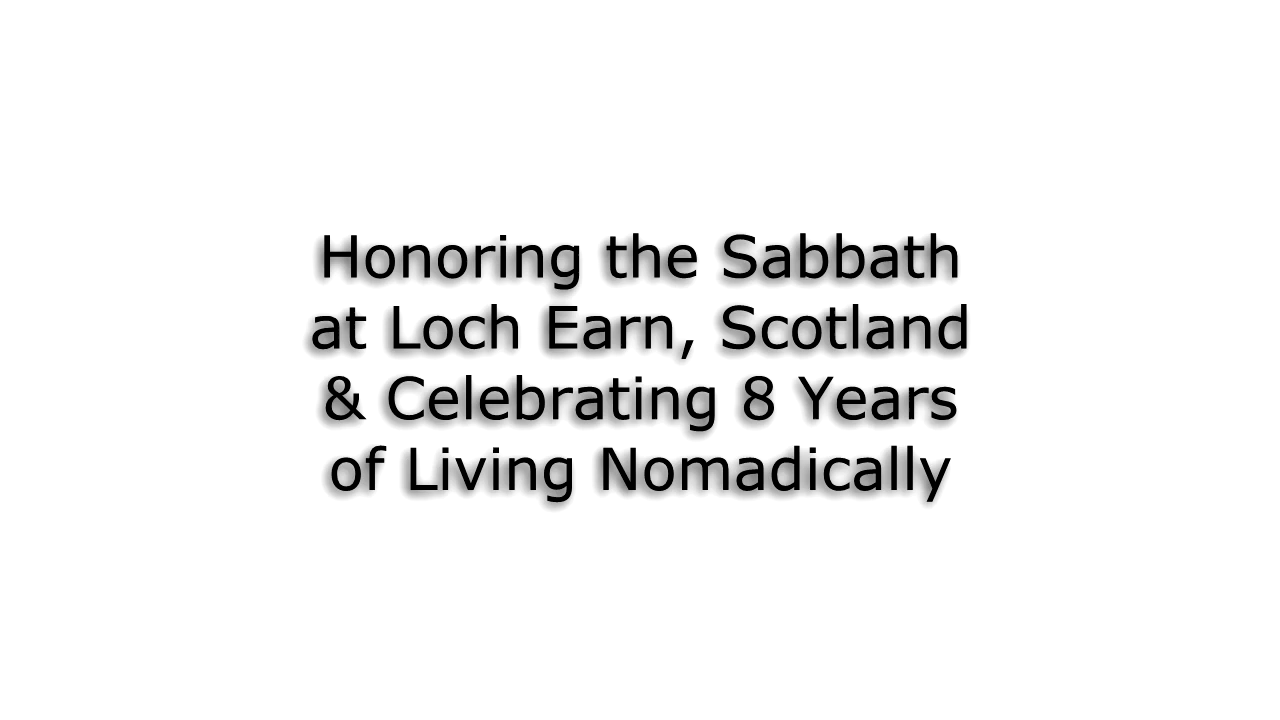 Honoring the Sabbath
at Loch Earn, Scotland
& Celebrating 8 Years
of Living Nomadically